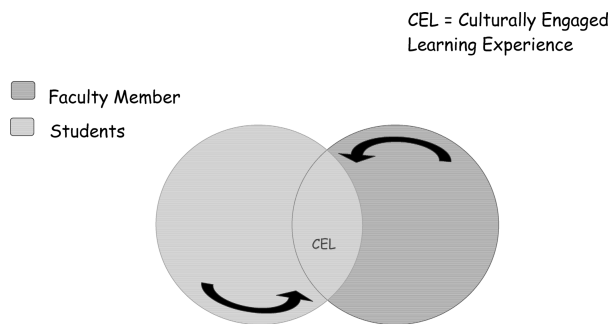 CEL = Culturally Engaged
Learning Experience
Faculty Member
Students
CEL